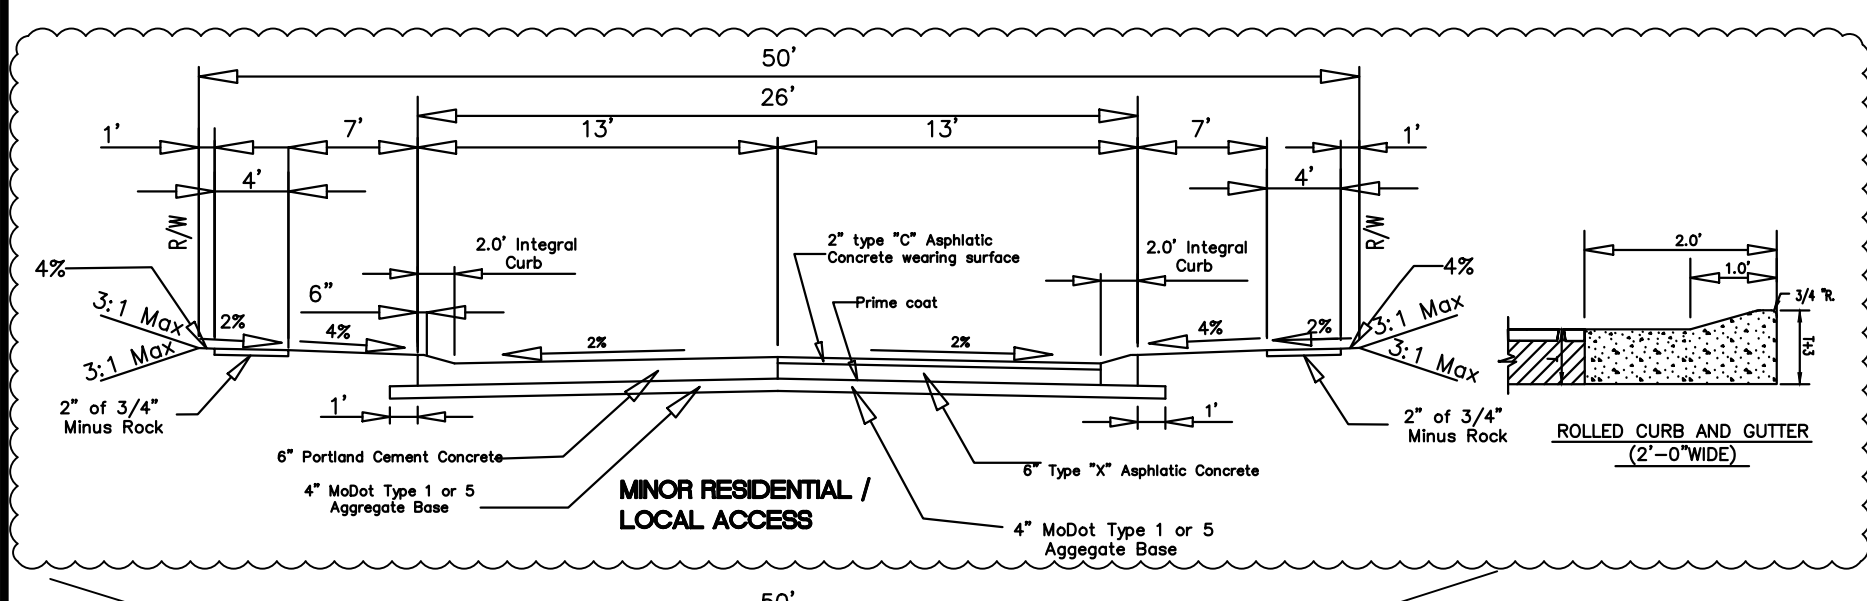 50'
26'
1'
7'
13'
13'
7'
1'
4'
4'
R/W
R/W
2.0' Integral
Curb
2" type "C" Asphlatic
Concrete wearing surface
2.0' Integral
Curb
2.0'
1.0'
4%
4%
6"
Prime coat
3/4 "R.
3:1 Max
2%
4%
2%
2%
4%
2%
3:1 Max
3:1 Max
3:1 Max
T+3
1'
1'
2" of 3/4"
Minus Rock
2" of 3/4"
Minus Rock
ROLLED CURB AND GUTTER
(2'-0"WIDE)
6" Portland Cement Concrete
6" Type "X" Asphlatic Concrete
4" MoDot Type 1 or 5
Aggregate Base
MINOR RESIDENTIAL /
LOCAL ACCESS
4" MoDot Type 1 or 5
Aggegate Base
50'